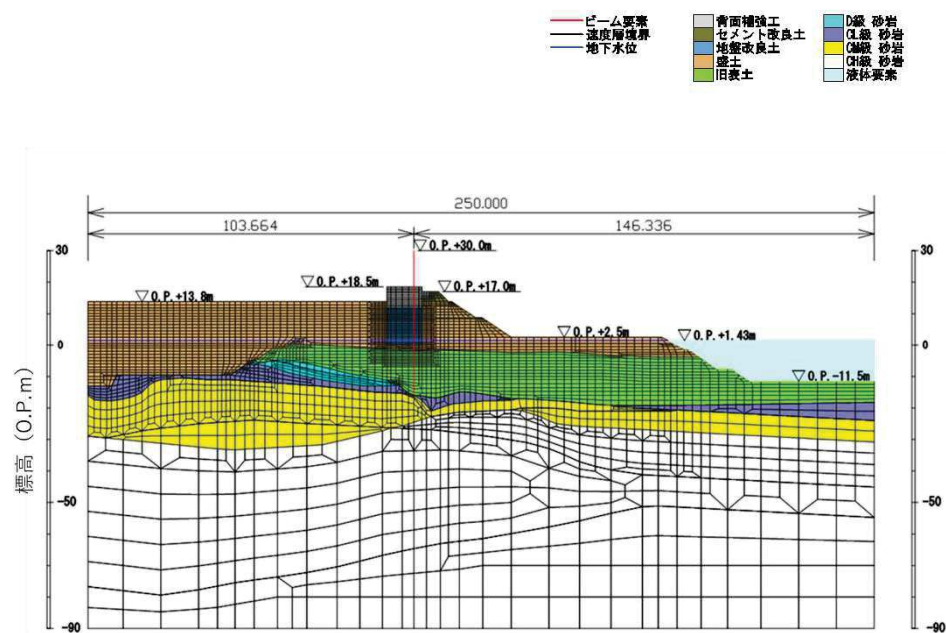 ビーム要素
速度層境界
地下水位
背面補強工
セメント改良土
地盤改良土
盛土
旧表土
D級 砂岩
CL級 砂岩
CM級 砂岩
CH級 砂岩
液体要素
250.000
103.664
146.336
O.P.+30.0m
O.P.+18.5m
O.P.+17.0m
O.P.+13.8m
O.P.+2.5m
O.P.+1.43m
O.P.-11.5m
標高 (O.P.m)
30
0
-50
-90
30
0
-50
-90